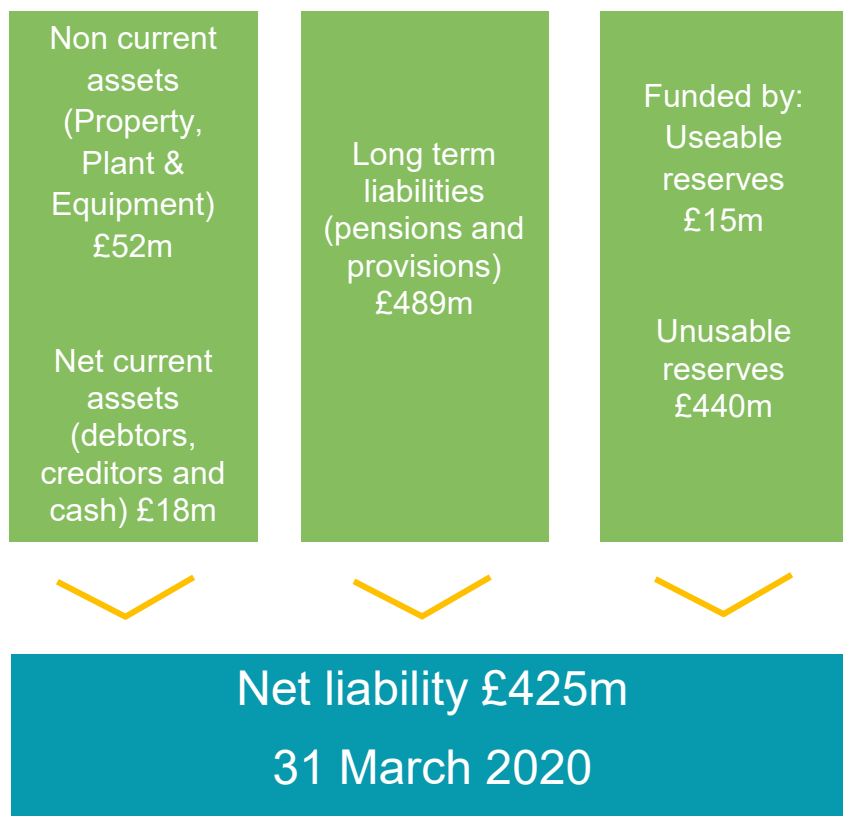 Non current
assets
(Property,
Plant &
Equipment)
£52m
Net current
assets
(debtors,
creditors and
cash) £18m
Long term
liabilities
(pensions and
provisions)
£489m
Funded by:
Useable
reserves
£15m
Unusable
reserves
£440m
Net liability £425m
31 March 2020